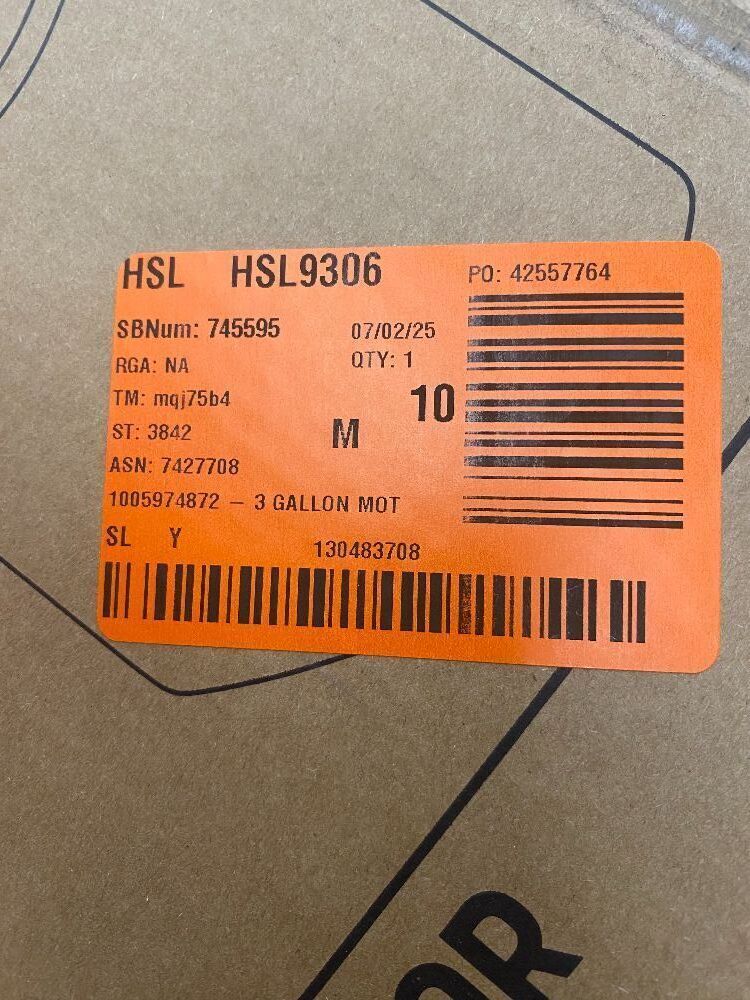 HSL HSL9306 PO: 42557764
SBNum: 745595 07/02/25
RGA: NA QTY: 1
TM: mqj75b4 10
ST: 3842 M
ASN: 7427708
1005974872 – 3 GALLON MOT
SL Y 130483708
OR